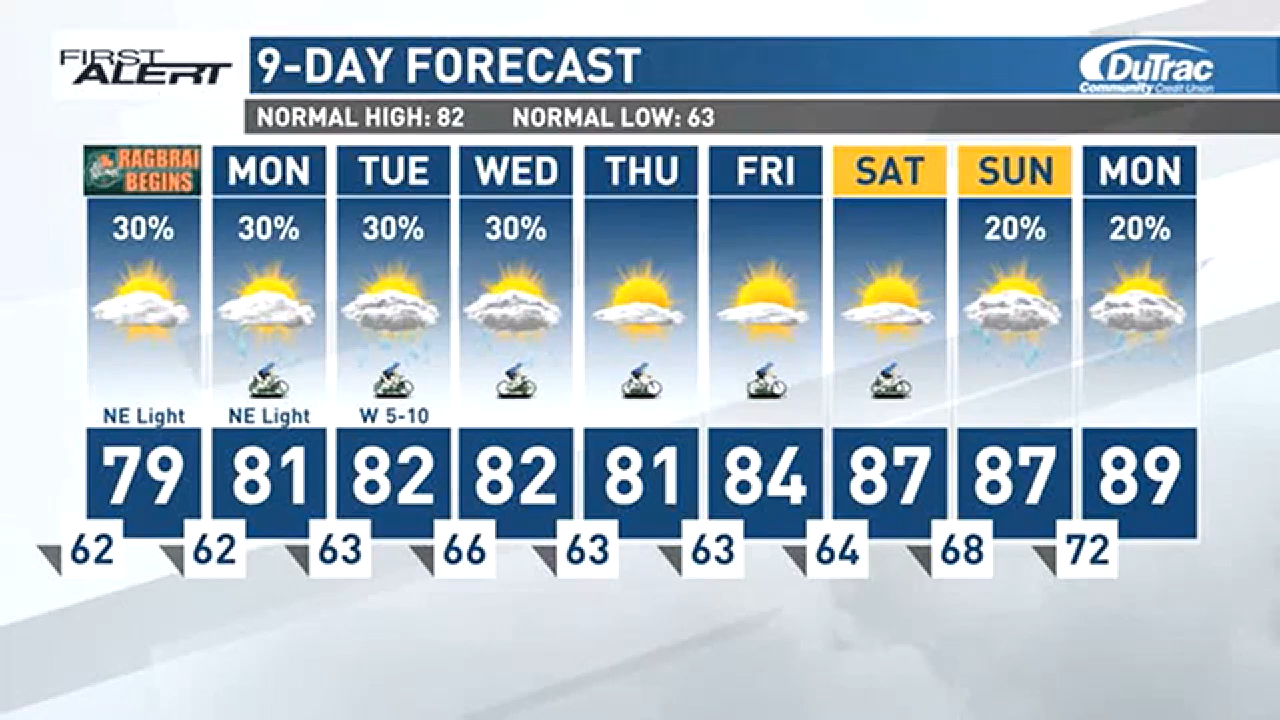 FIRST ALERT
9-DAY FORECAST
DuTrac
Community Credit Union
NORMAL HIGH: 82 NORMAL LOW: 63
RAGBRAI BEGINS MON TUE WED THU FRI SAT SUN MON
30% 30% 30% 30% 20% 20%
NE Light NE Light W 5-10
79 81 82 82 81 84 87 87 89
62 62 63 66 63 63 64 68 72